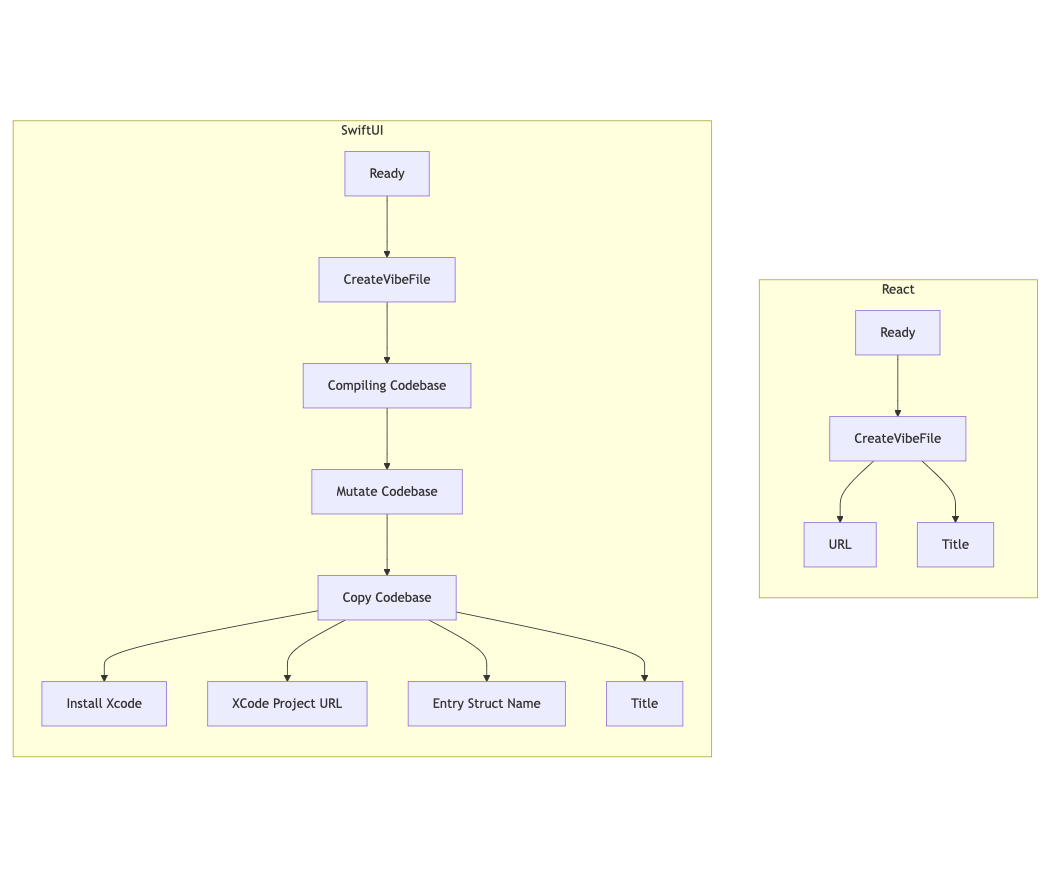 SwiftUI
Ready
CreateVibeFile
Compiling Codebase
Mutate Codebase
Copy Codebase
Install Xcode
XCode Project URL
Entry Struct Name
Title
React
Ready
CreateVibeFile
URL
Title